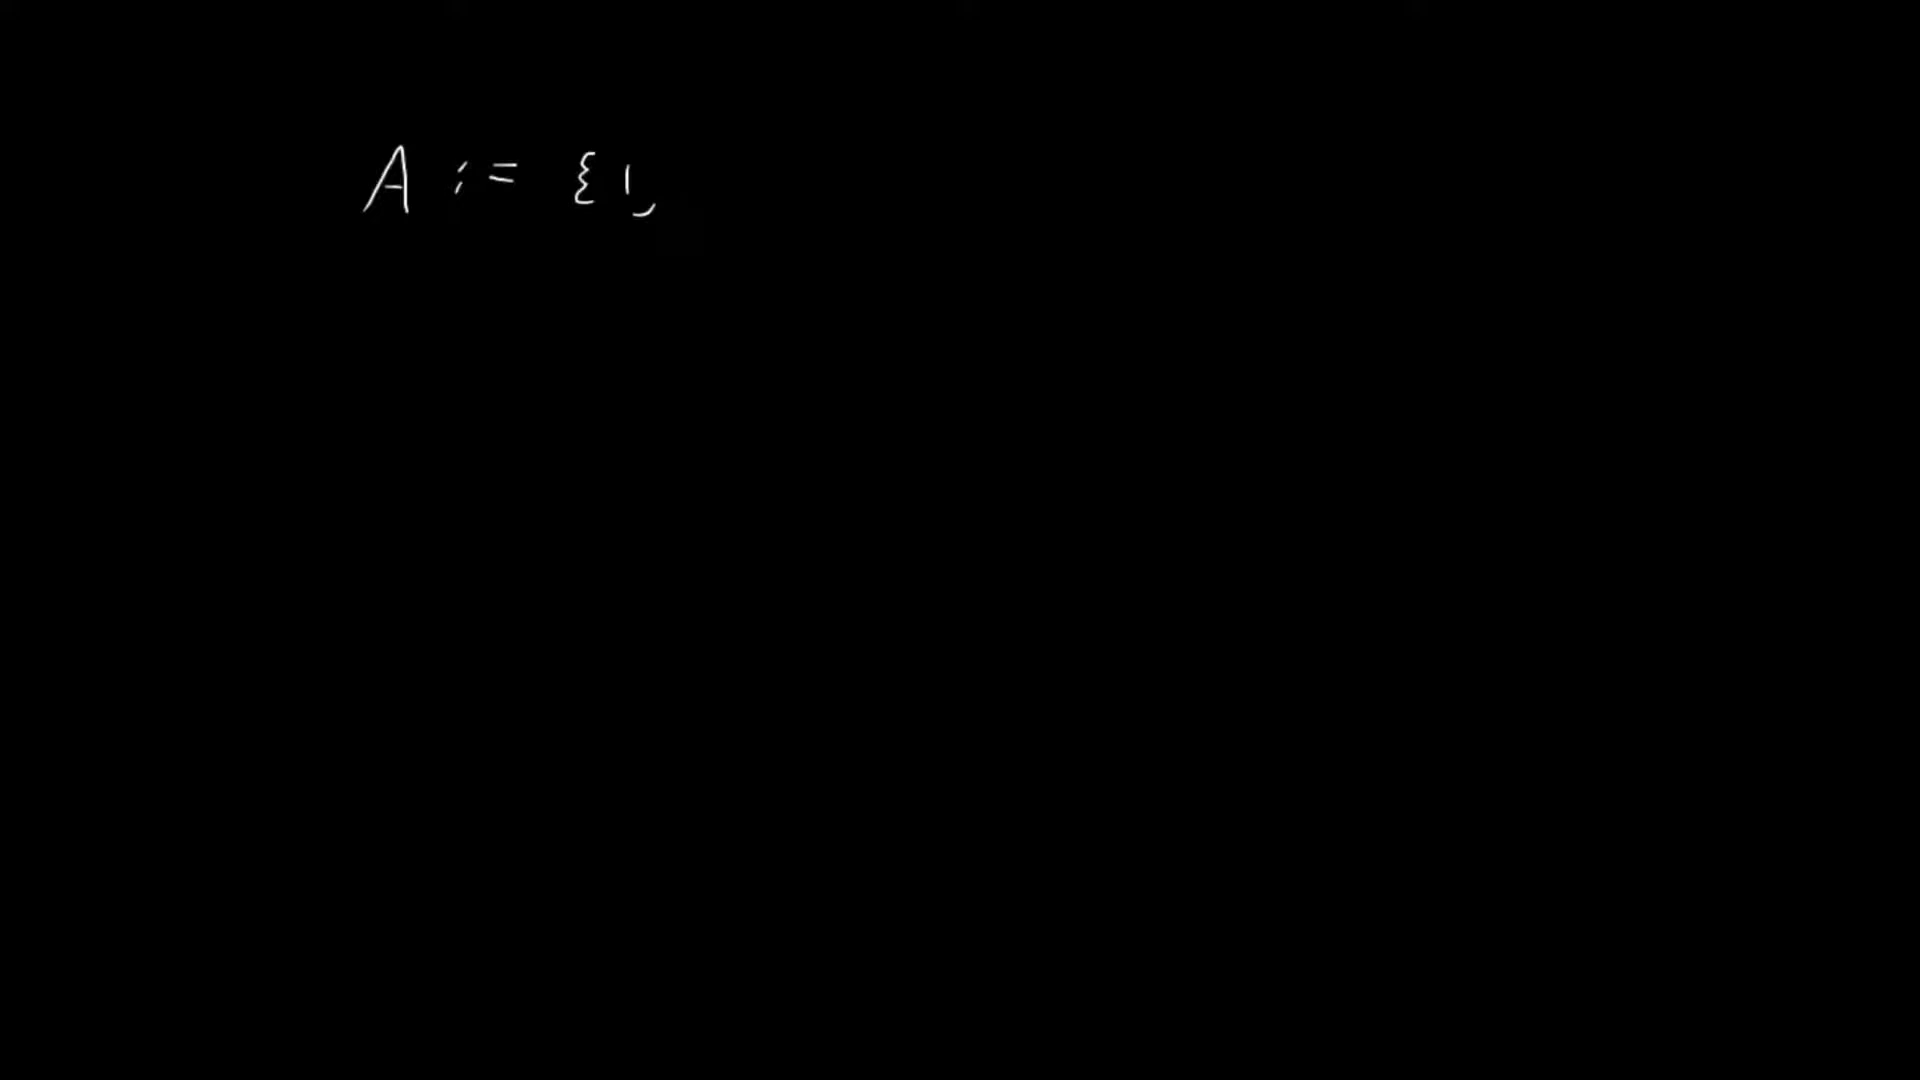 A := {1,